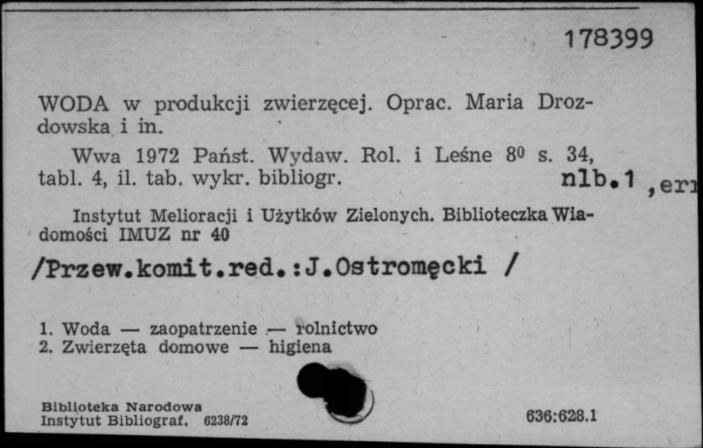 178399
WODA w produkcji zwierzęcej. Oprac. Maria Droz-
dowska i in.
Wwa 1972 Państ. Wydaw. Rol. i Leśne 8⁰ s. 34,
tabl. 4, il. tab. wykr. bibliogr. nlb.1 ,err
Instytut Melioracji i Użytków Zielonych. Biblioteczka Wia-
domości IMUZ nr 40
/Przew.komit.red.:J.Ostromęcki /
1. Woda — zaopatrzenie — rolnictwo
2. Zwierzęta domowe — higiena
Biblioteka Narodowa
Instytut Bibliograf. 6238/72 636:628.1